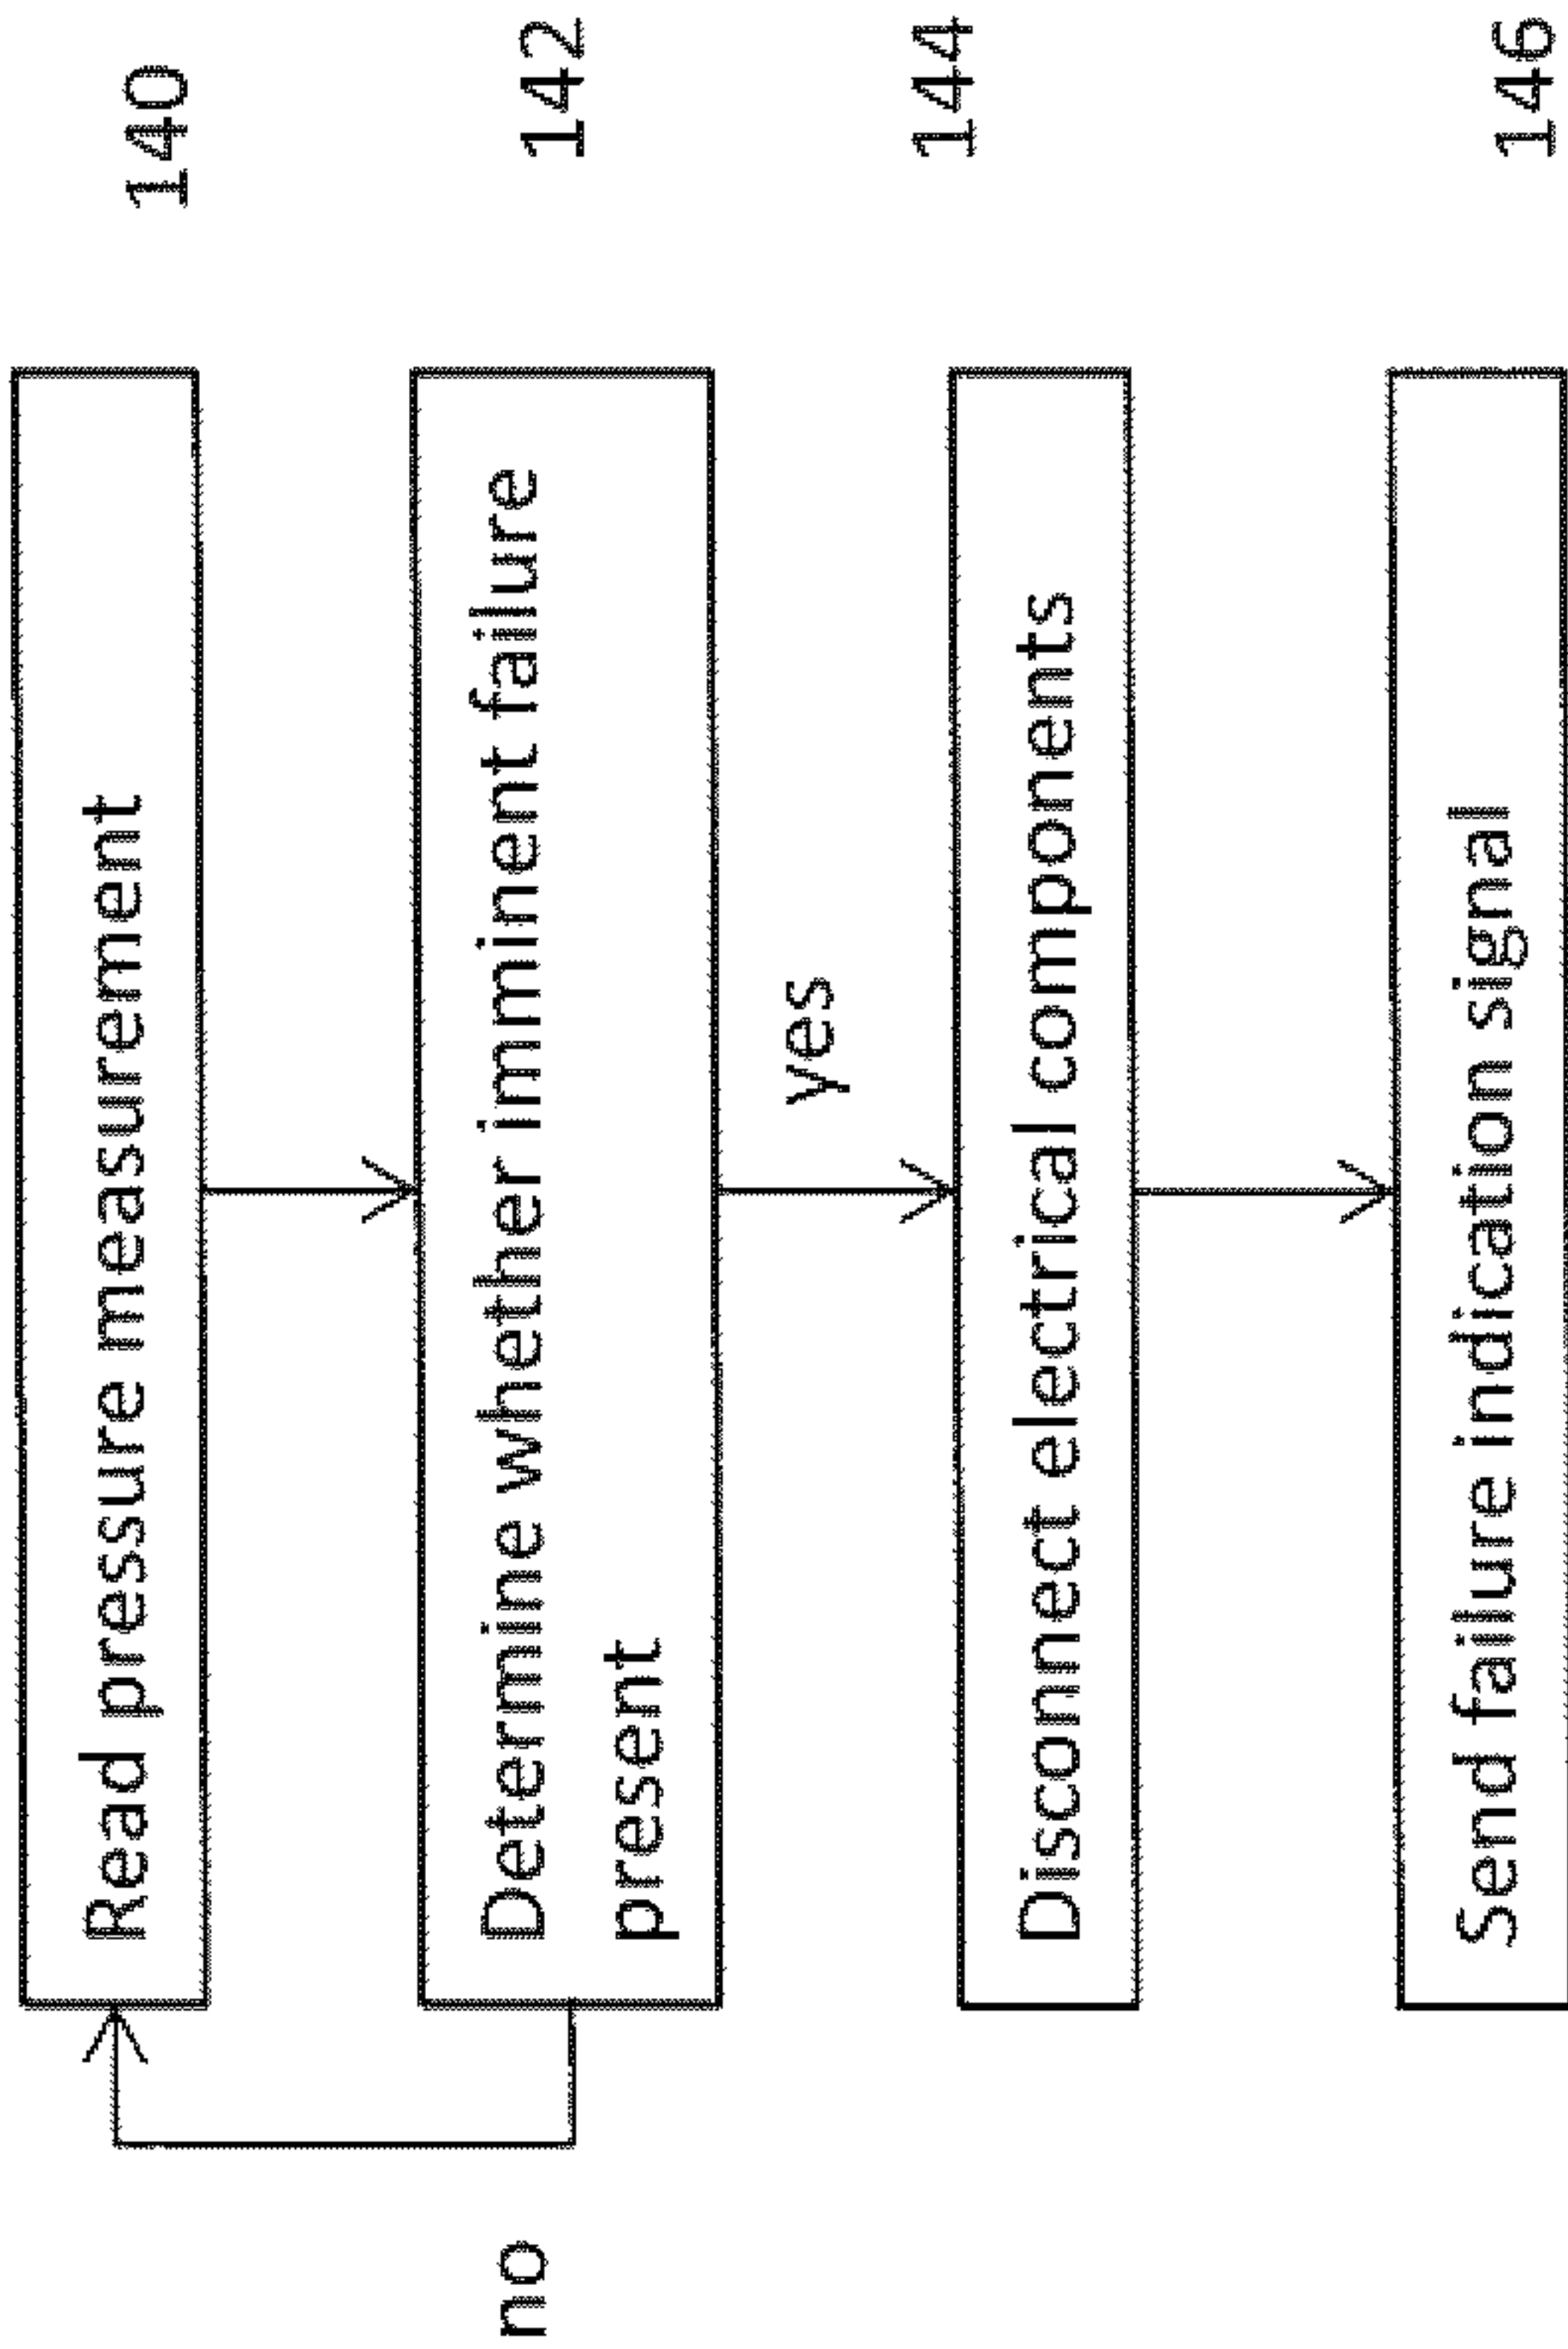 Read pressure measurement
140
Determine whether imminent failure
present
142
no
yes
Disconnect electrical components
144
Send failure indication signal
146